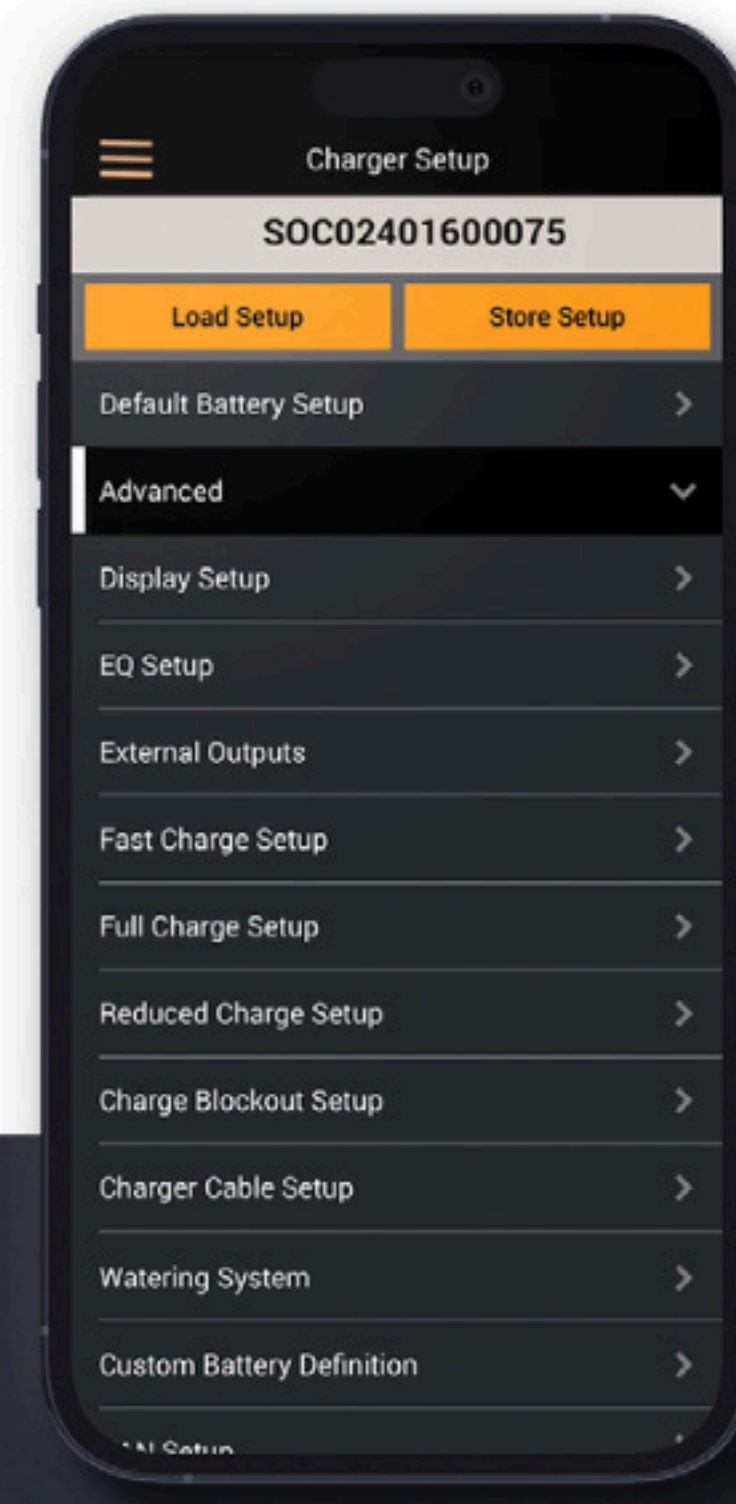 Charger Setup
SOC02401600075
Load Setup
Store Setup
Default Battery Setup
Advanced
Display Setup
EQ Setup
External Outputs
Fast Charge Setup
Full Charge Setup
Reduced Charge Setup
Charge Blockout Setup
Charger Cable Setup
Watering System
Custom Battery Definition
Setup